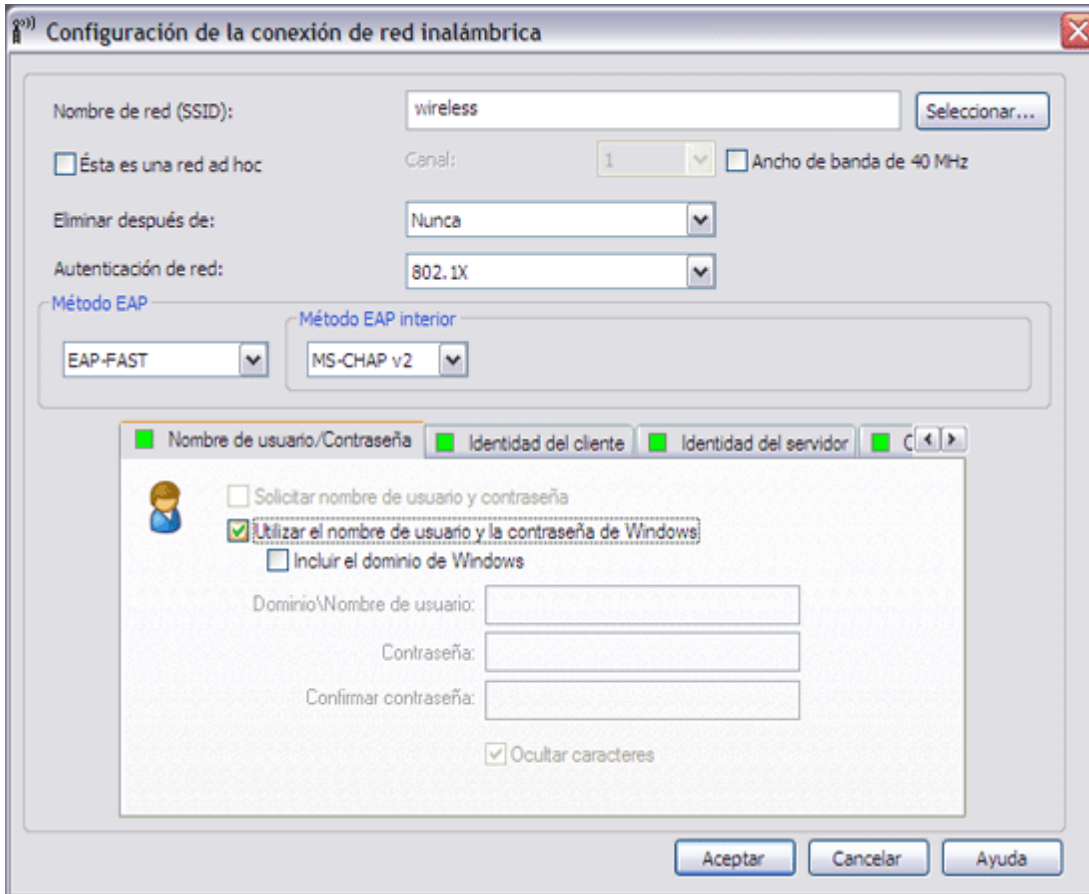 Configuración de la conexión de red inalámbrica
Nombre de red (SSID): wireless Seleccionar...
Ésta es una red ad hoc Canal: 1 Ancho de banda de 40 MHz
Eliminar después de: Nunca
Autenticación de red: 802.1X
Método EAP
Método EAP interior
EAP-FAST MS-CHAP v2
Nombre de usuario/Contraseña Identidad del cliente Identidad del servidor
Solicitar nombre de usuario y contraseña
Utilizar el nombre de usuario y la contraseña de Windows
Incluir el dominio de Windows
Dominio\Nombre de usuario:
Contraseña:
Confirmar contraseña:
Ocultar caracteres
Aceptar Cancelar Ayuda